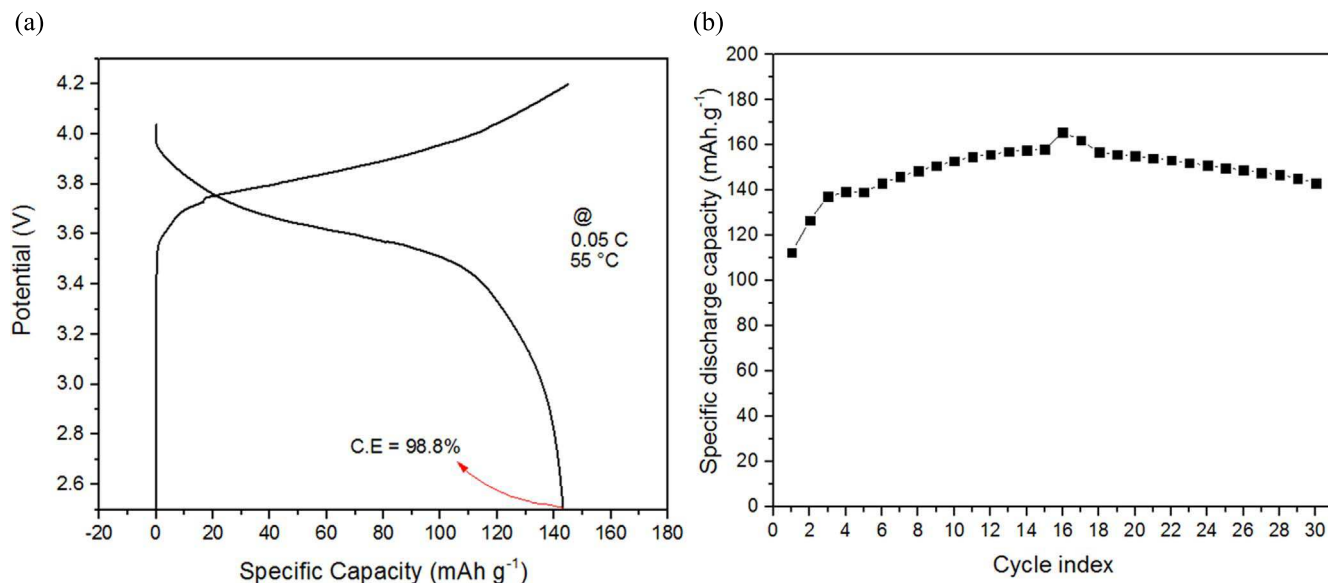 (a)
4.2
4.0
3.8
3.6
3.4
3.2
3.0
2.8
2.6
Potential (V)
@
0.05 C
55 °C
C.E = 98.8%
-20 0 20 40 60 80 100 120 140 160 180
Specific Capacity (mAh g⁻¹)
(b)
200
180
160
140
120
100
80
60
40
20
0
Specific discharge capacity (mAh.g⁻¹)
0 2 4 6 8 10 12 14 16 18 20 22 24 26 28 30
Cycle index